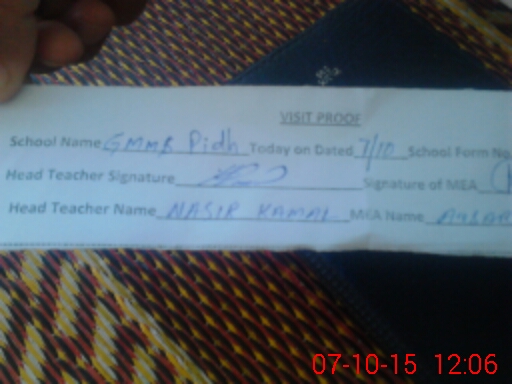 VISIT PROOF
School Name GMMB Pidh Today on Dated 7/10 School Form No
Head Teacher Signature Signature of MEA
Head Teacher Name NASIR KAMAL MEA Name
07-10-15 12:06